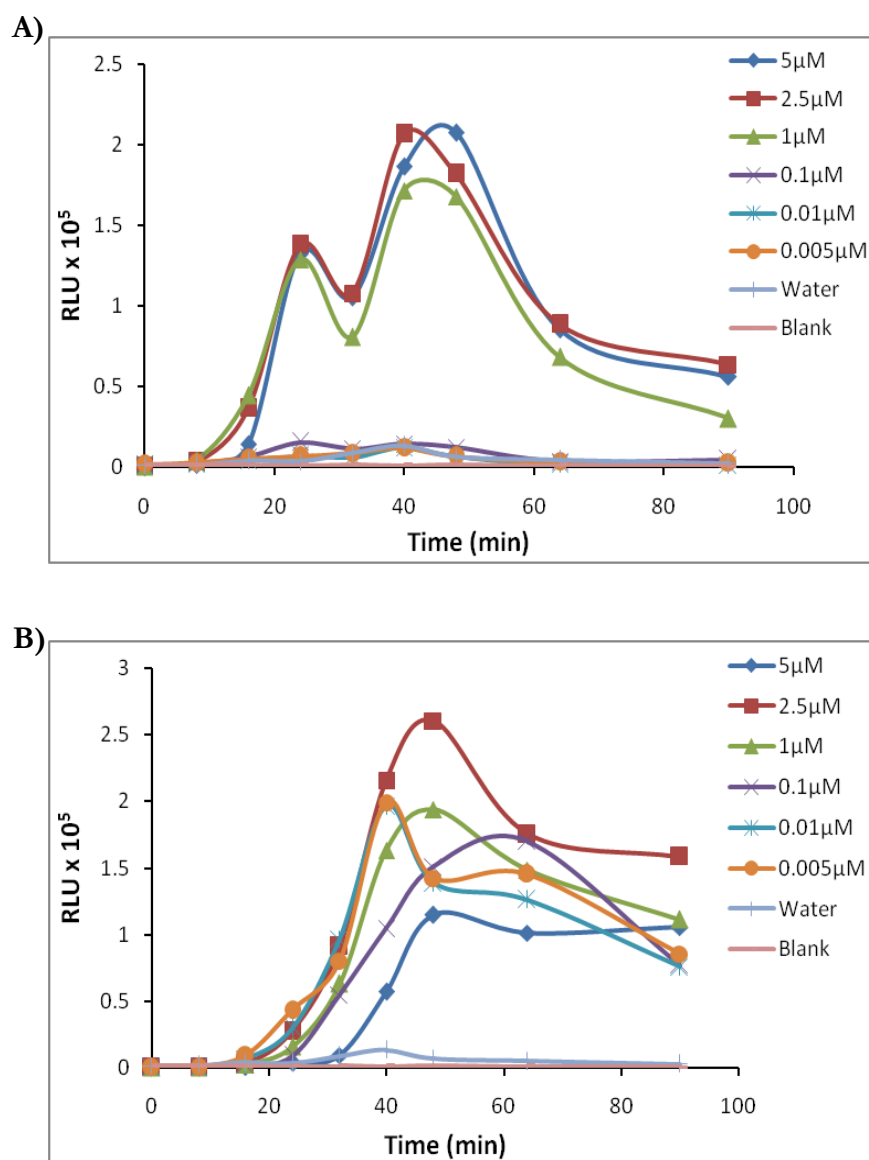 A)
2.5
2
1.5
1
0.5
0
RLU x 10⁵
0 20 40 60 80 100
Time (min)
5µM
2.5µM
1µM
0.1µM
0.01µM
0.005µM
Water
Blank
B)
3
2.5
2
1.5
1
0.5
0
RLU x 10⁵
0 20 40 60 80 100
Time (min)
5µM
2.5µM
1µM
0.1µM
0.01µM
0.005µM
Water
Blank